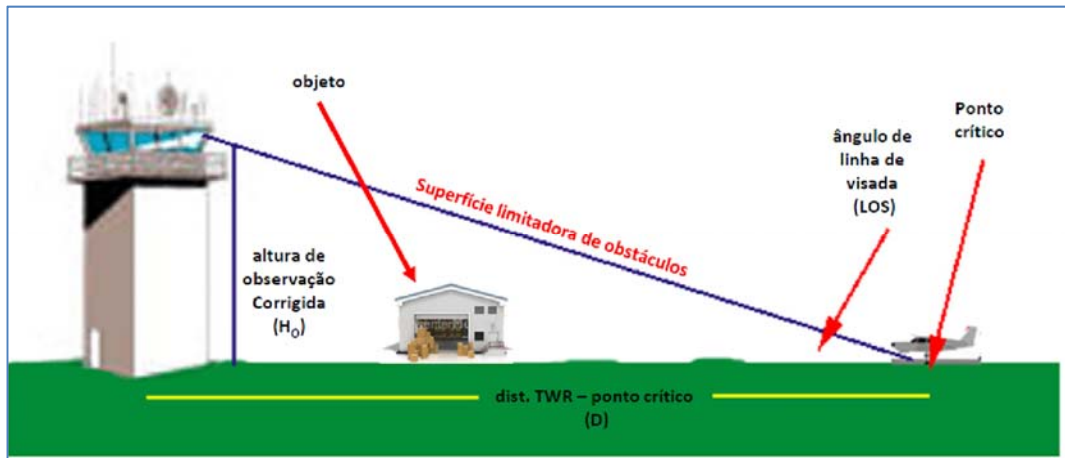 objeto
Ponto
crítico
ângulo de
linha de
visada
(LOS)
Superfície limitadora de obstáculos
altura de
observação
Corrigida
(H₀)
dist. TWR – ponto crítico
(D)